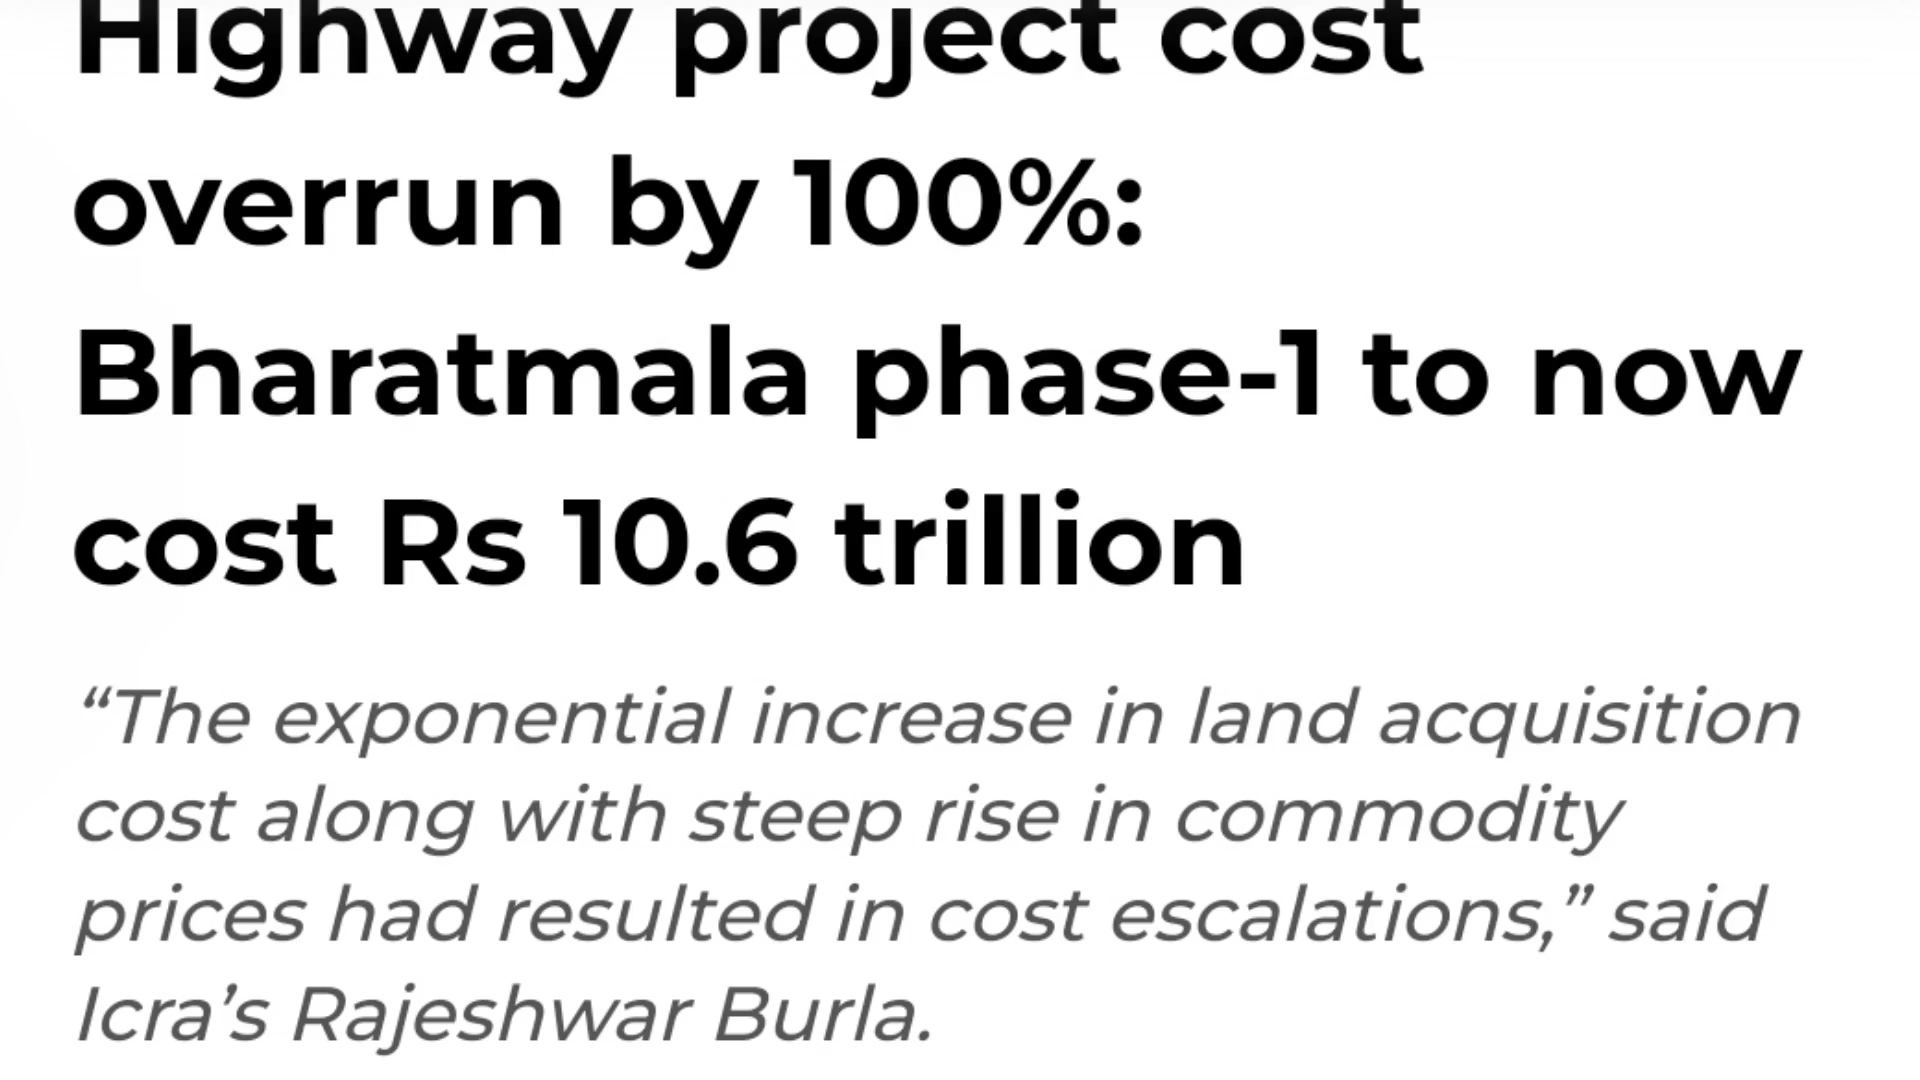 Highway project cost
overrun by 100%:
Bharatmala phase-1 to now
cost Rs 10.6 trillion
“The exponential increase in land acquisition
cost along with steep rise in commodity
prices had resulted in cost escalations,” said
Icra’s Rajeshwar Burla.